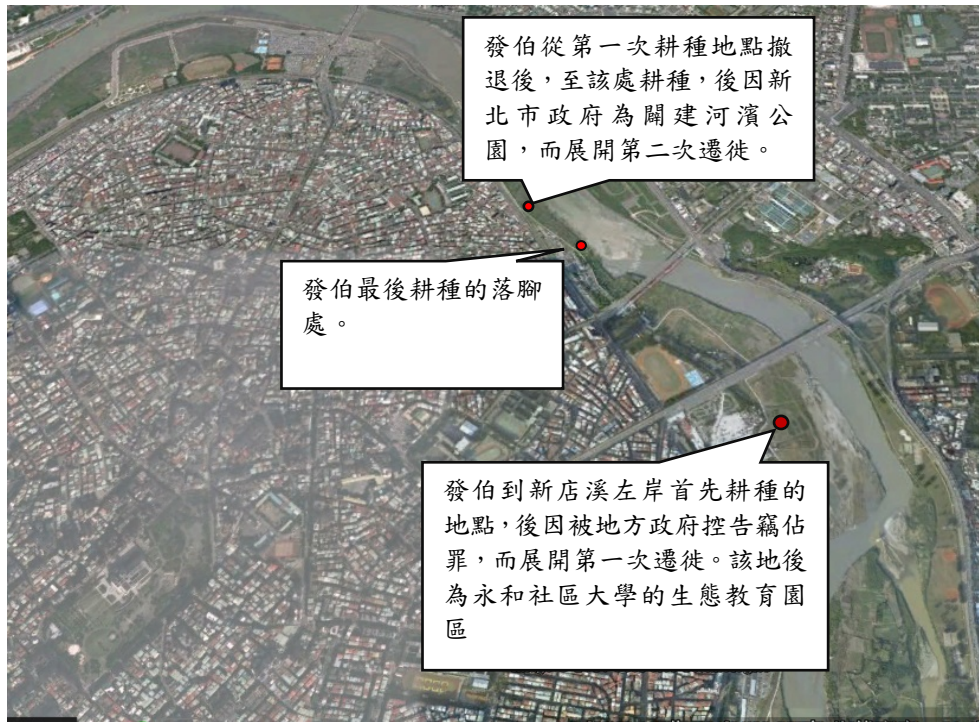 發伯從第一次耕種地點撤
退後，至該處耕種，後因新
北市政府為闢建河濱公
園，而展開第二次遷徙。
發伯最後耕種的落腳
處。
發伯到新店溪左岸首先耕種的
地點，後因被地方政府控告竊佔
罪，而展開第一次遷徙。該地後
為永和社區大學的生態教育園
區